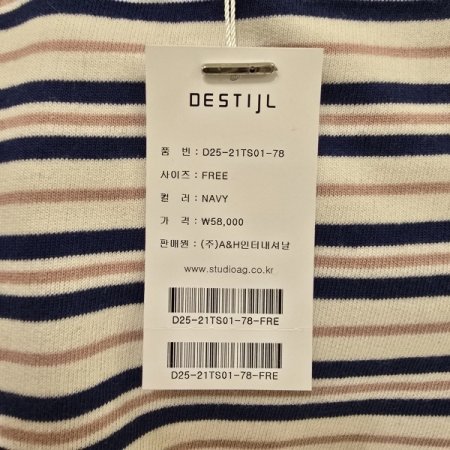 DESTIJL
품 번 : D25-21TS01-78
사이즈 : FREE
컬 러 : NAVY
가 격 : ₩58,000
판매원 : (주)A&H인터내셔날
www.studioag.co.kr
D25-21TS01-78-FRE
D25-21TS01-78-FRE